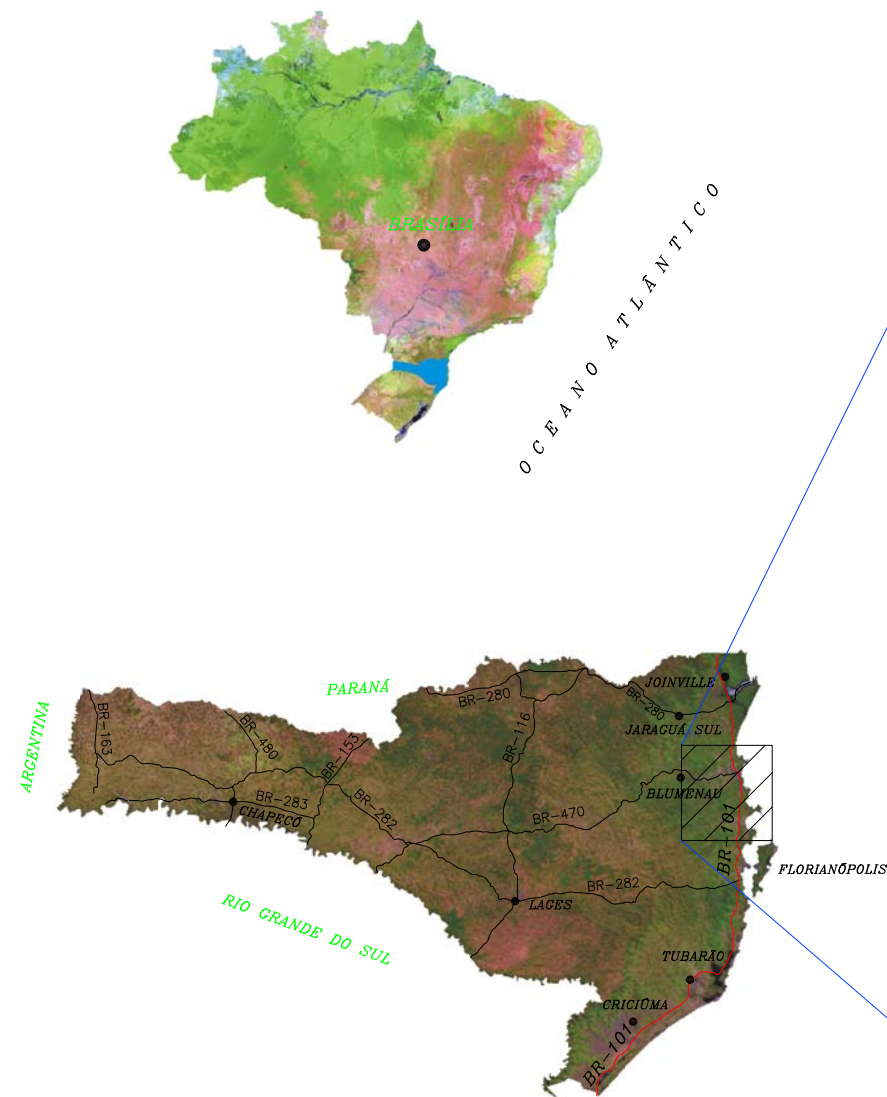 BRASÍLIA
OCEANO ATLÂNTICO
JOINVILLE
PARANÁ
BR-280
BR-280
ARGENTINA
BR-163
BR-480
BR-116
JARAGUÁ SUL
BR-153
BLUMENAU
BR-283
CHAPECÓ
BR-282
BR-470
BR-101
FLORIANÓPOLIS
BR-282
LAGES
RIO GRANDE DO SUL
TUBARÃO
CRICIÚMA
BR-101